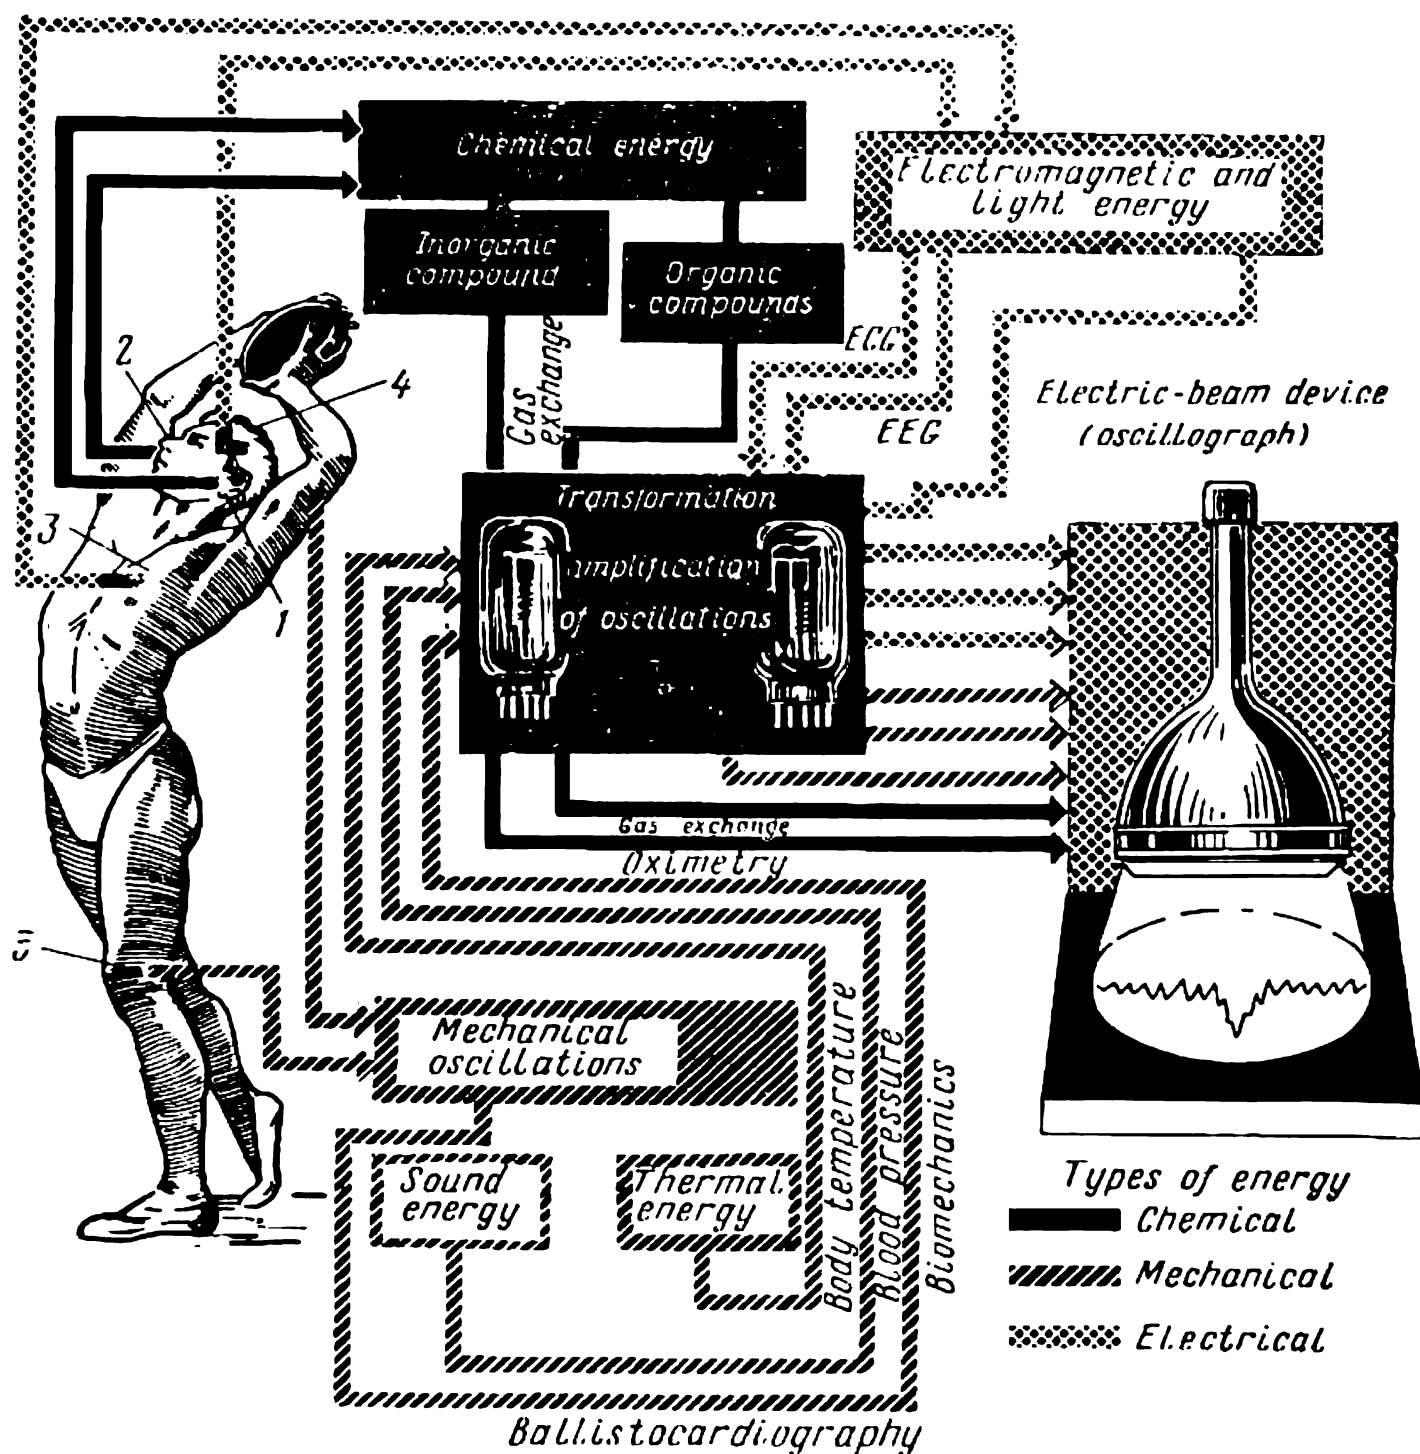 Chemical energy
Electromagnetic and
light energy
Inorganic
compound
Organic
compounds
Gas
exchange
ECG
EEG
Electric-beam device
(oscillograph)
2
4
3
1
5
Transformation
amplification
of oscillations
Gas exchange
Oximetry
Mechanical
oscillations
Sound
energy
Thermal
energy
Body temperature
Blood pressure
Biomechanics
Ballistocardiography
Types of energy
Chemical
Mechanical
Electrical